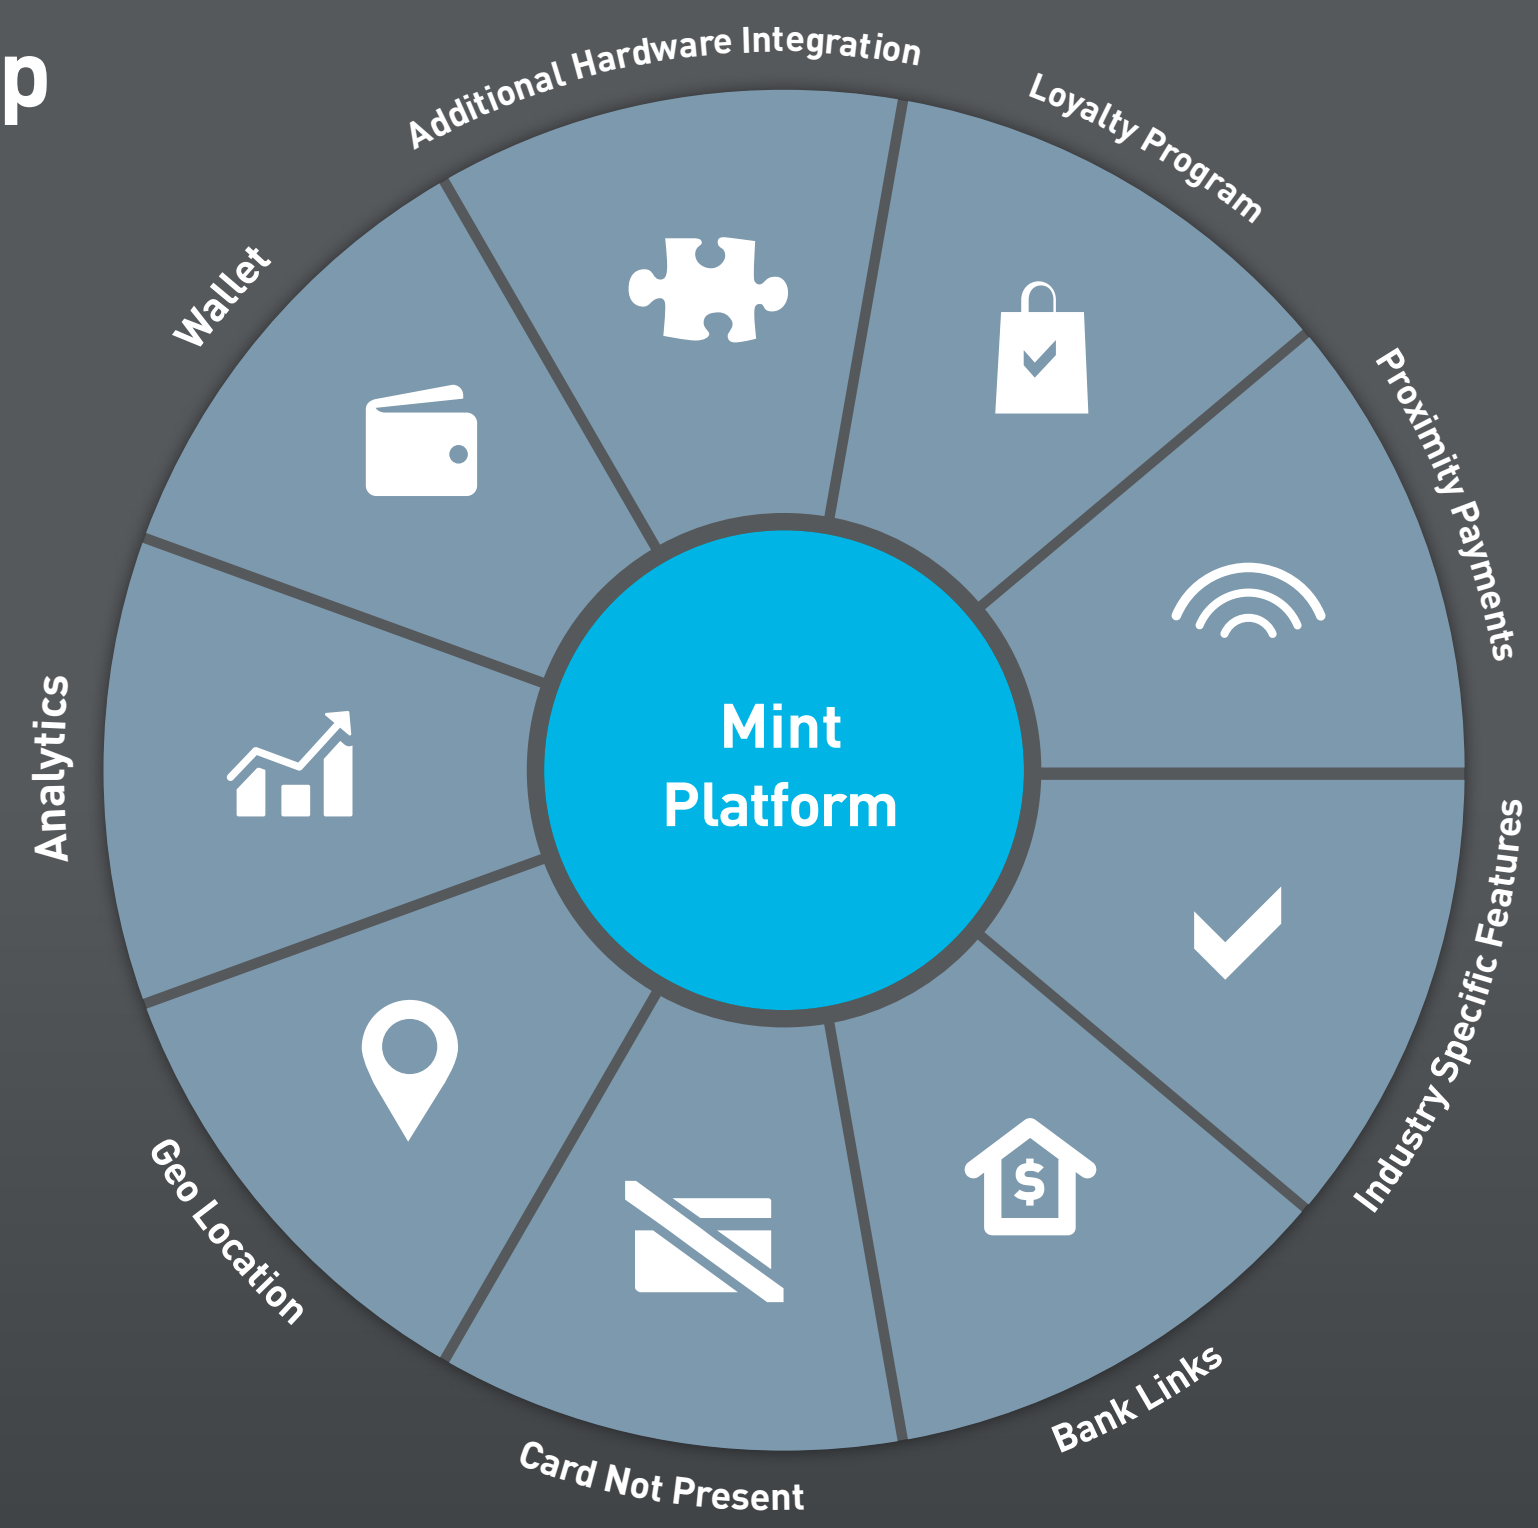 p
Additional Hardware Integration
Loyalty Program
Proximity Payments
Industry Specific Features
Bank Links
Card Not Present
Geo Location
Analytics
Wallet
Mint
Platform
$